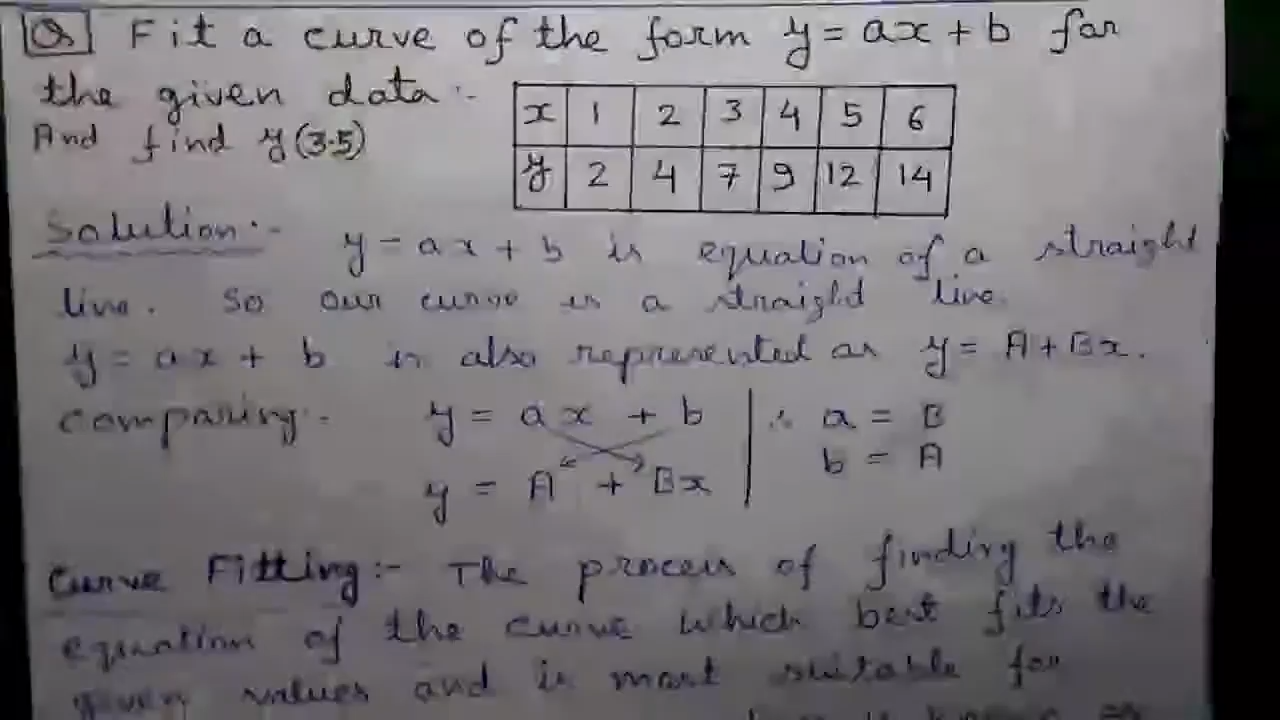 Q. Fit a curve of the form y = ax + b for
the given data :-
And find y(3.5)
x 1 2 3 4 5 6
y 2 4 7 9 12 14
Solution :- y = ax + b is equation of a straight
line. So our curve is a straight line.
y = ax + b is also represented as y = A + Bx.
Comparing :- y = ax + b ∴ a = B
y = A + Bx b = A
Curve Fitting :- The process of finding the
equation of the curve which best fits the
given values and is most suitable for